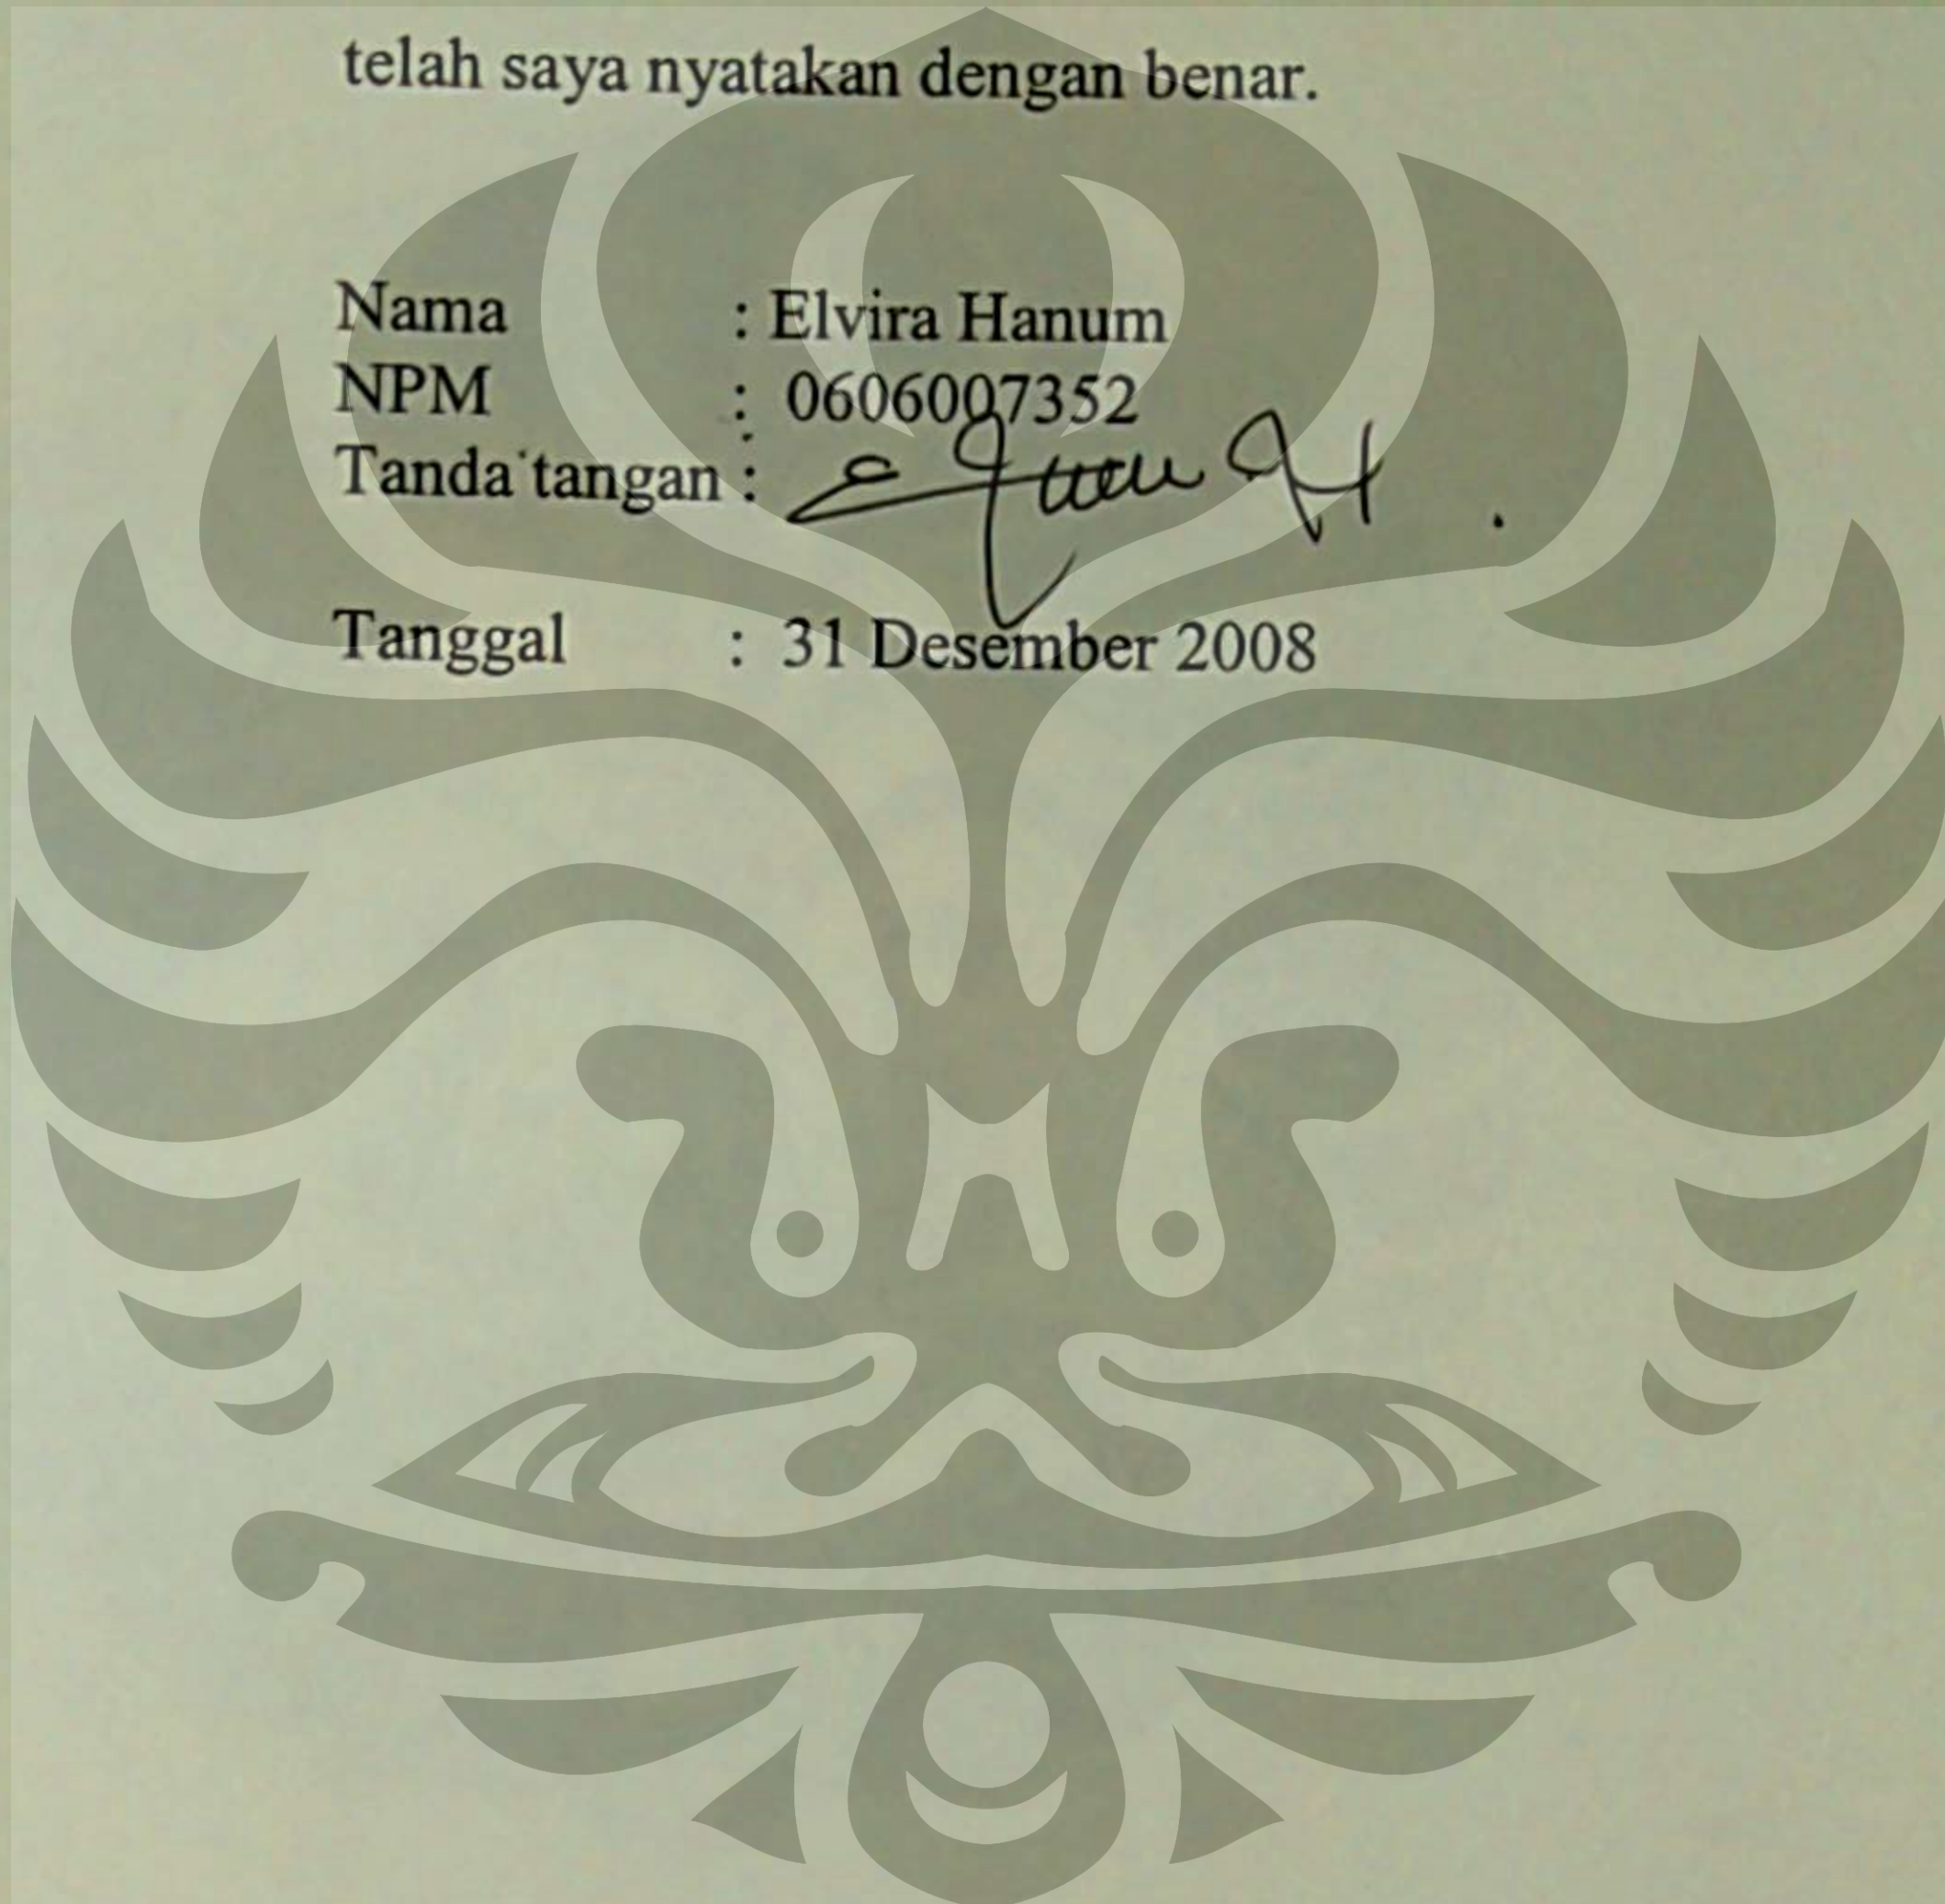 telah saya nyatakan dengan benar.
Nama : Elvira Hanum
NPM : 0606007352
Tanda tangan :
Tanggal : 31 Desember 2008